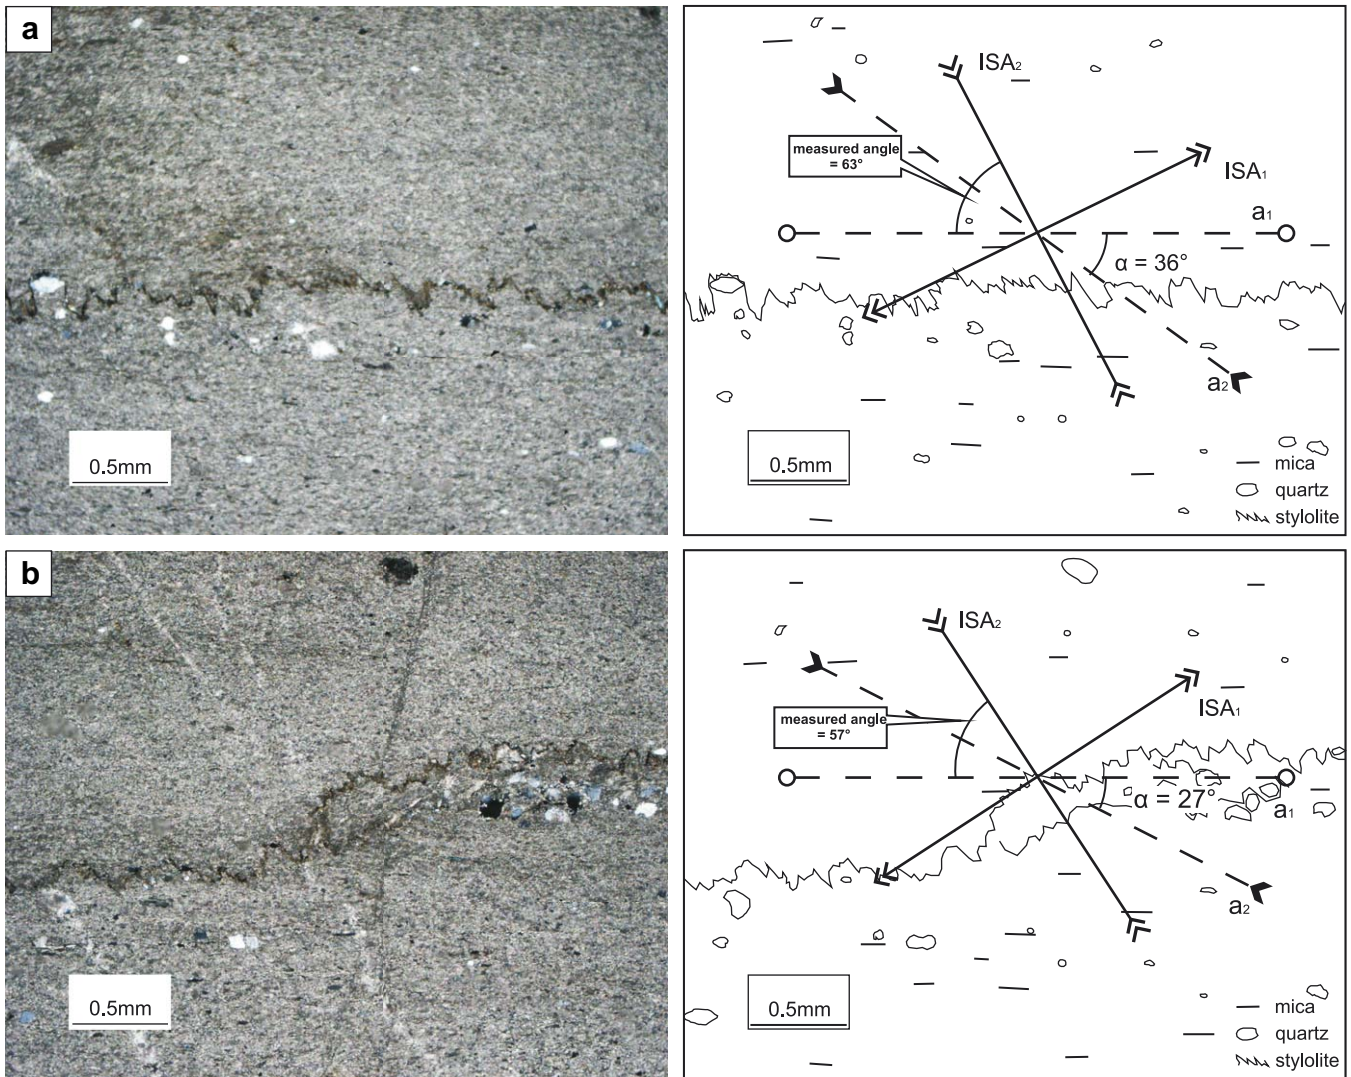 a
0.5mm
ISA2
measured angle
= 63°
ISA1
a1
α = 36°
a2
0.5mm
mica
quartz
stylolite
b
0.5mm
ISA2
measured angle
= 57°
ISA1
α = 27°
a1
a2
0.5mm
mica
quartz
stylolite